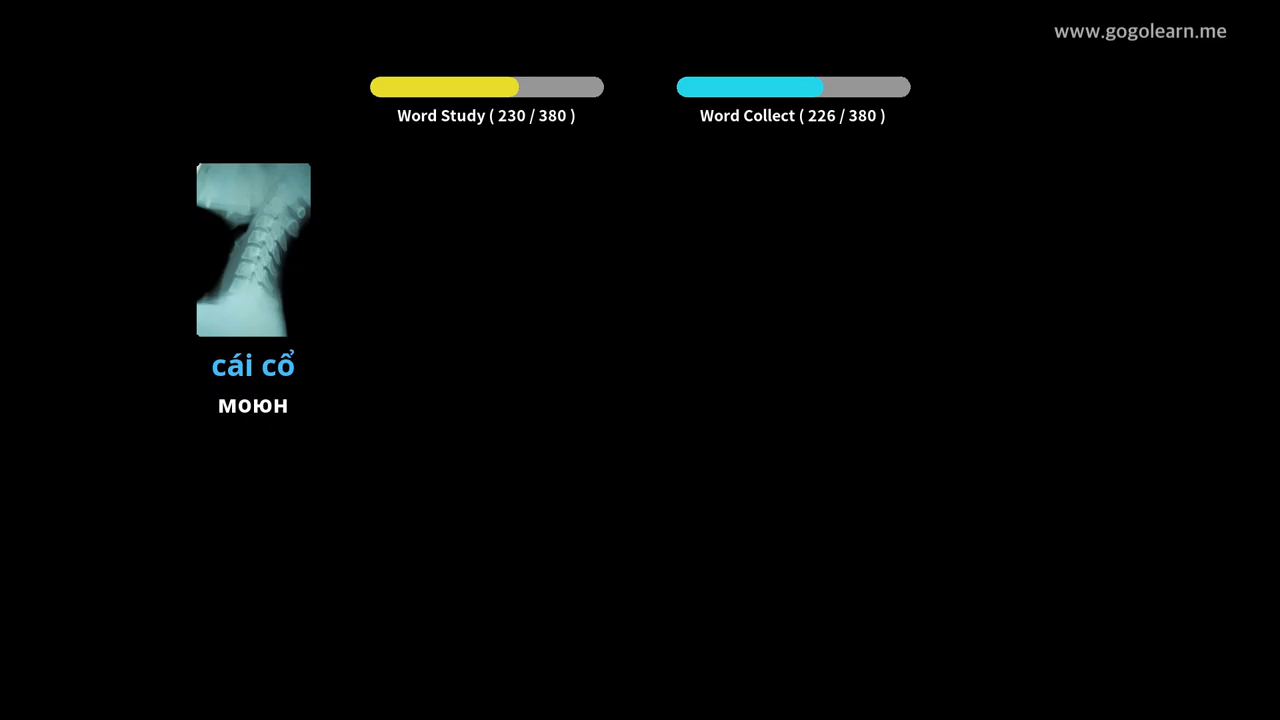 www.gogolearn.me
Word Study ( 230 / 380 )
Word Collect ( 226 / 380 )
cái cổ
моюн